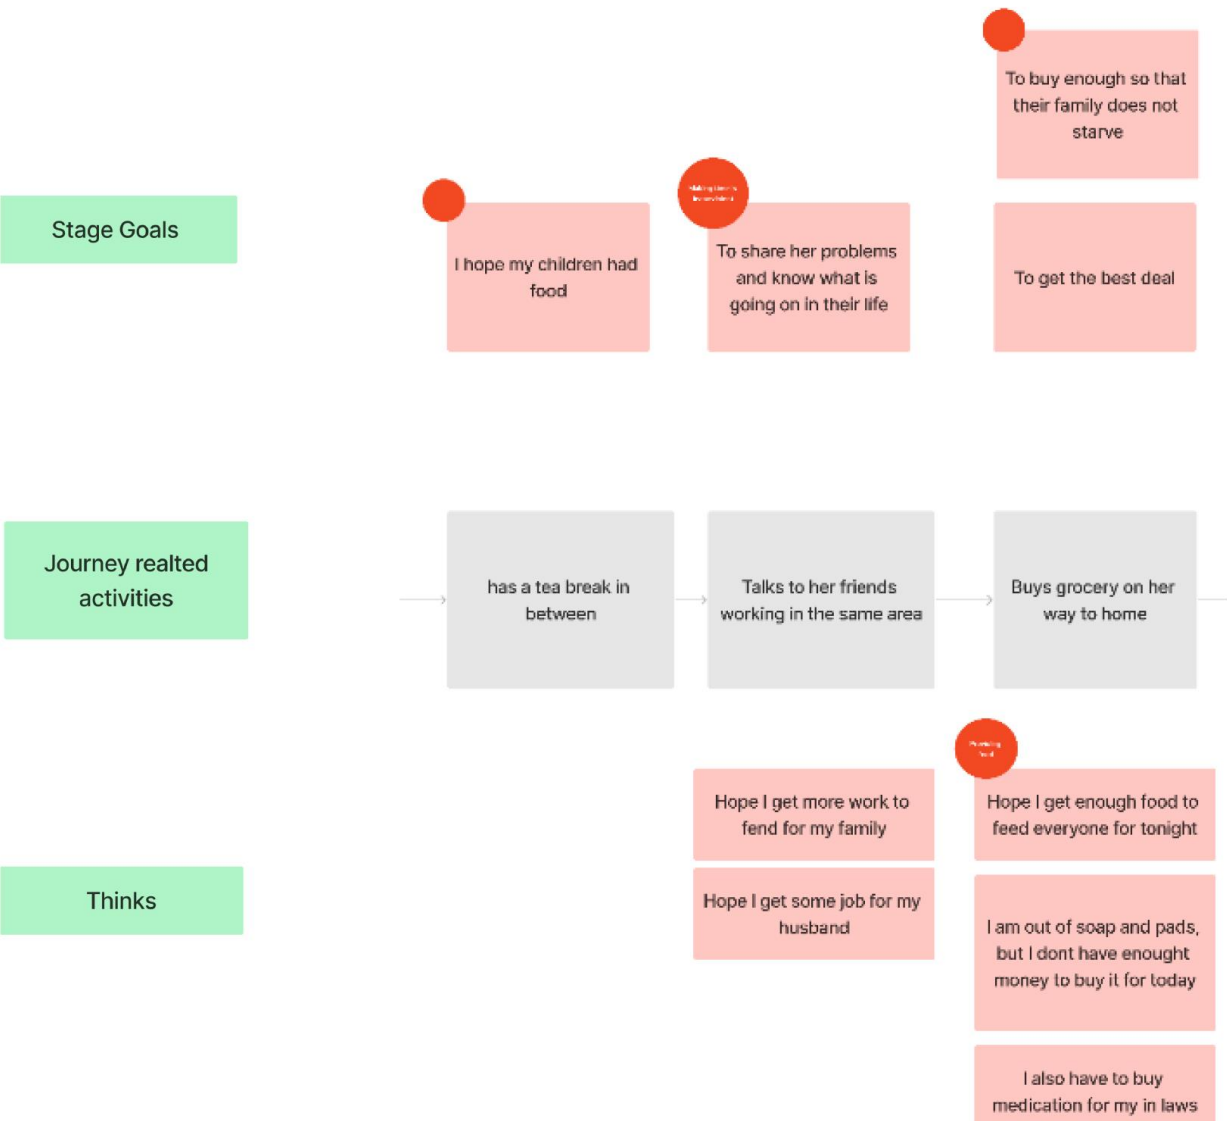 To buy enough so that
their family does not
starve
Stage Goals
I hope my children had
food
To share her problems
and know what is
going on in their life
To get the best deal
Journey realted
activities
has a tea break in
between
Talks to her friends
working in the same area
Buys grocery on her
way to home
Thinks
Hope I get more work to
fend for my family
Hope I get some job for my
husband
Providing
food
Hope I get enough food to
feed everyone for tonight
I am out of soap and pads,
but I dont have enought
money to buy it for today
I also have to buy
medication for my in laws